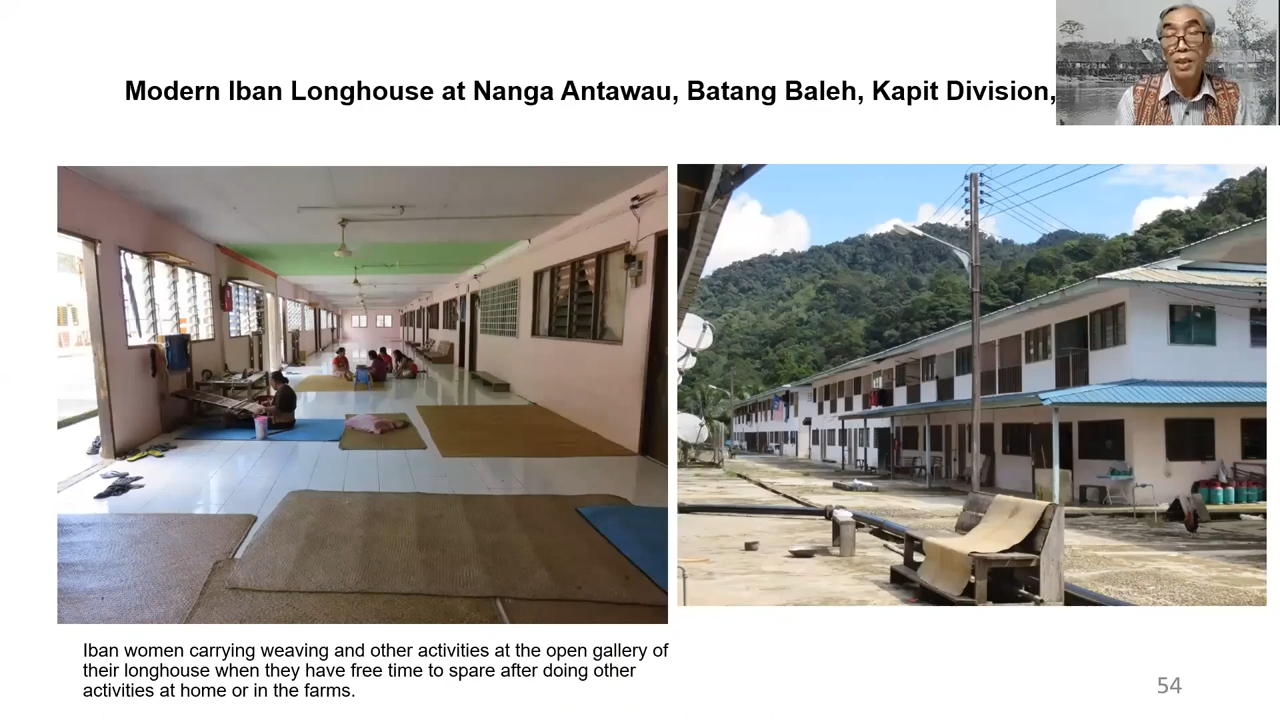 Modern Iban Longhouse at Nanga Antawau, Batang Baleh, Kapit Division,
Iban women carrying weaving and other activities at the open gallery of
their longhouse when they have free time to spare after doing other
activities at home or in the farms.
54